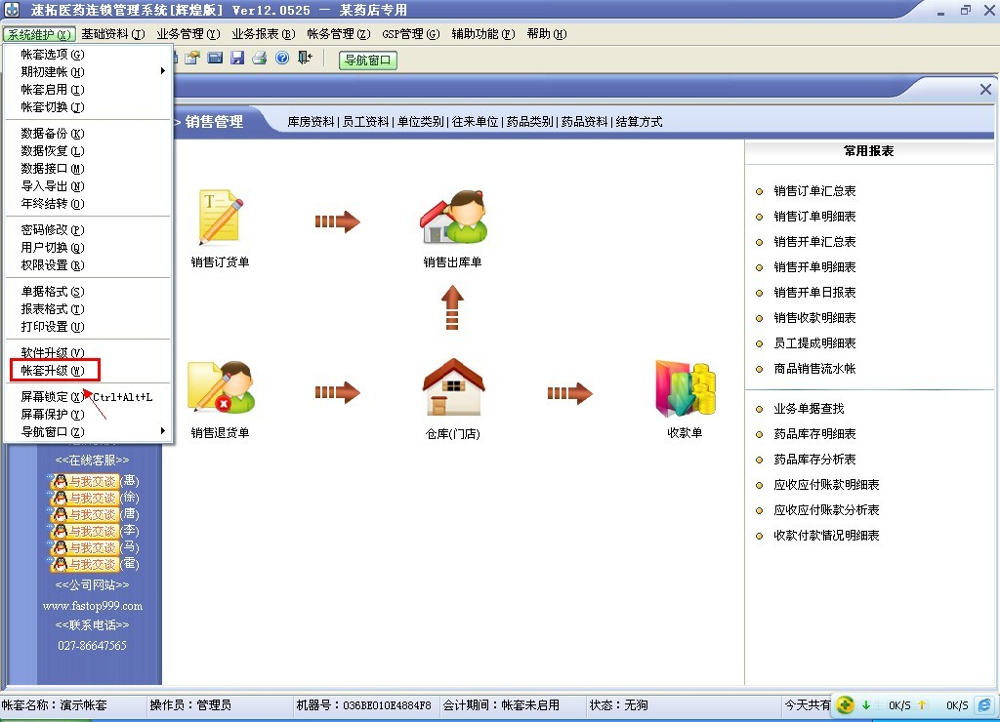 速拓医药连锁管理系统[辉煌版] Ver12.0525 — 某药店专用
系统维护(X) 基础资料(J) 业务管理(Y) 业务报表(B) 帐务管理(Z) GSP管理(G) 辅助功能(F) 帮助(H)
导航窗口
帐套选项(G)
期初建帐(H)
帐套启用(I)
帐套切换(J)
数据备份(K)
数据恢复(L)
数据接口(M)
导入导出(N)
年终结转(O)
密码修改(P)
用户切换(Q)
权限设置(R)
单据格式(S)
报表格式(T)
打印设置(U)
软件升级(V)
帐套升级(W)
屏幕锁定(X) Ctrl+Alt+L
屏幕保护(Y)
导航窗口(Z)
> 销售管理
库房资料|员工资料|单位类别|往来单位|药品类别|药品资料|结算方式
销售订货单
销售出库单
销售退货单
仓库(门店)
收款单
常用报表
销售订单汇总表
销售订单明细表
销售开单汇总表
销售开单明细表
销售开单日报表
销售收款明细表
员工提成明细表
商品销售流水帐
业务单据查找
药品库存明细表
药品库存分析表
应收应付账款明细表
应收应付账款分析表
收款付款情况明细表
<<在线客服>>
与我交谈(惠)
与我交谈(徐)
与我交谈(唐)
与我交谈(李)
与我交谈(马)
与我交谈(霍)
<<公司网站>>
www.fastop999.com
<<联系电话>>
027-86647565
帐套名称：演示帐套 操作员：管理员 机器号：036BE010E4884F8 会计期间：帐套未启用 状态：无狗 今天共有 0K/S 0K/S